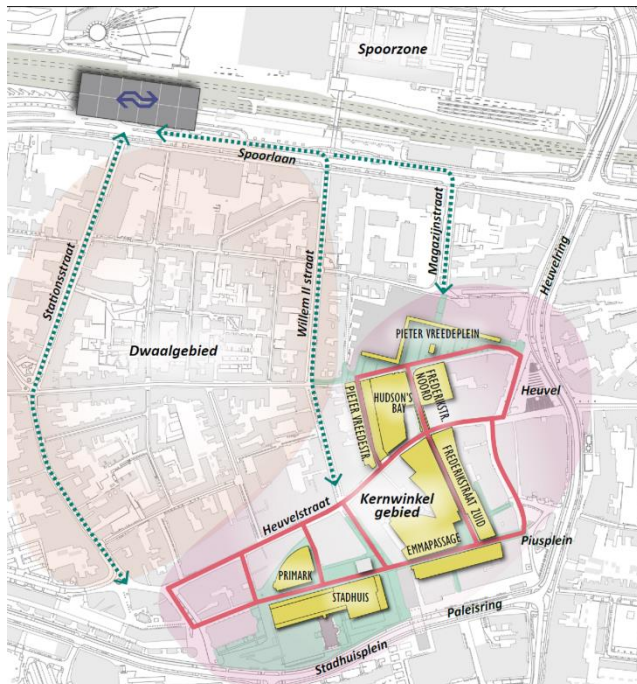 Spoorzone
Spoorlaan
Stationsstraat
Willem II straat
Magazijnstraat
Heuvelring
Dwaalgebied
PIETER VREEDEPLEIN
PIETER VREEDESTR.
HUDSON'S
BAY
FREDERIKSTR.
NOORD
Heuvel
Heuvelstraat
Kernwinkel
gebied
FREDERIKSTRAAT ZUID
EMMAPASSAGE
Piusplein
PRIMARK
STADHUIS
Paleisring
Stadhuisplein